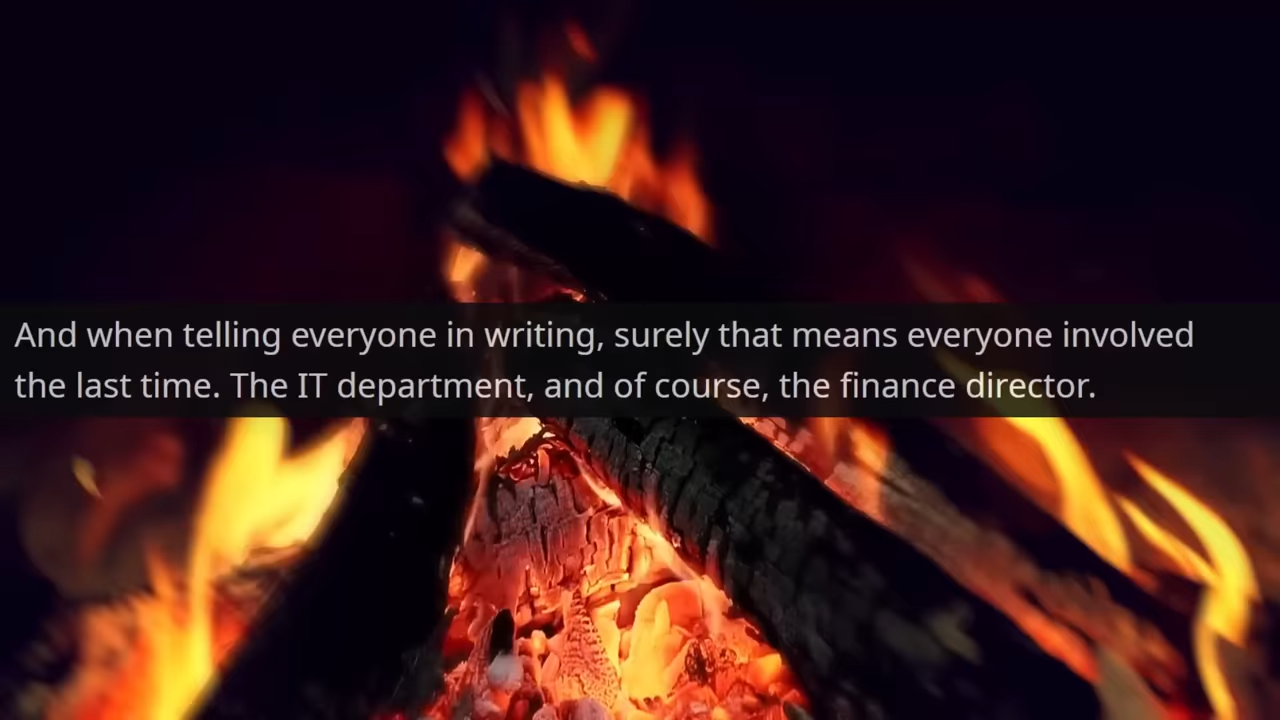 And when telling everyone in writing, surely that means everyone involved
the last time. The IT department, and of course, the finance director.